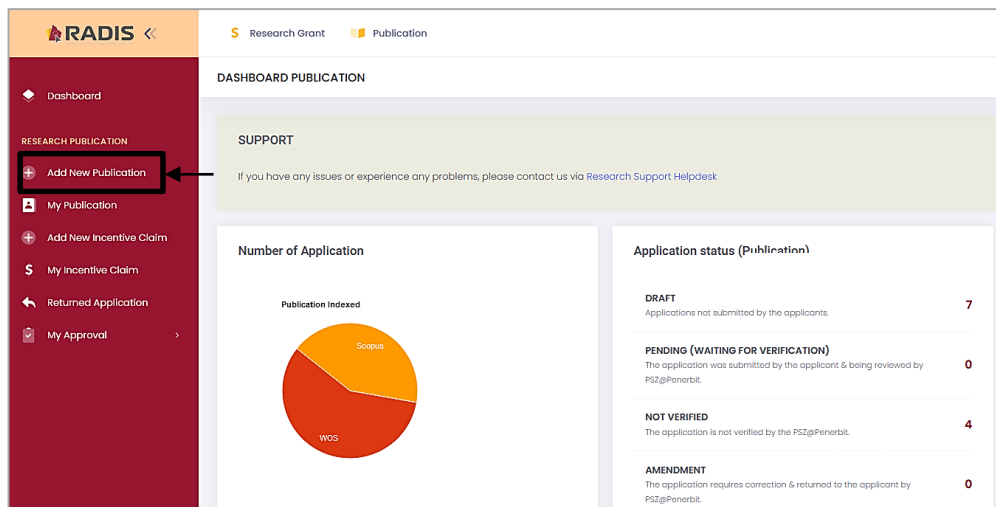 RADIS
Research Grant
Publication
DASHBOARD PUBLICATION
Dashboard
RESEARCH PUBLICATION
Add New Publication
My Publication
Add New Incentive Claim
My Incentive Claim
Returned Application
My Approval
SUPPORT
If you have any issues or experience any problems, please contact us via Research Support Helpdesk
Number of Application
Publication Indexed
Scopus
WOS
Application status (Publication)
DRAFT
Applications not submitted by the applicants.
7
PENDING (WAITING FOR VERIFICATION)
The application was submitted by the applicant & being reviewed by
PSZ@Penerbit.
0
NOT VERIFIED
The application is not verified by the PSZ@Penerbit.
4
AMENDMENT
The application requires correction & returned to the applicant by
PSZ@Penerbit.
0